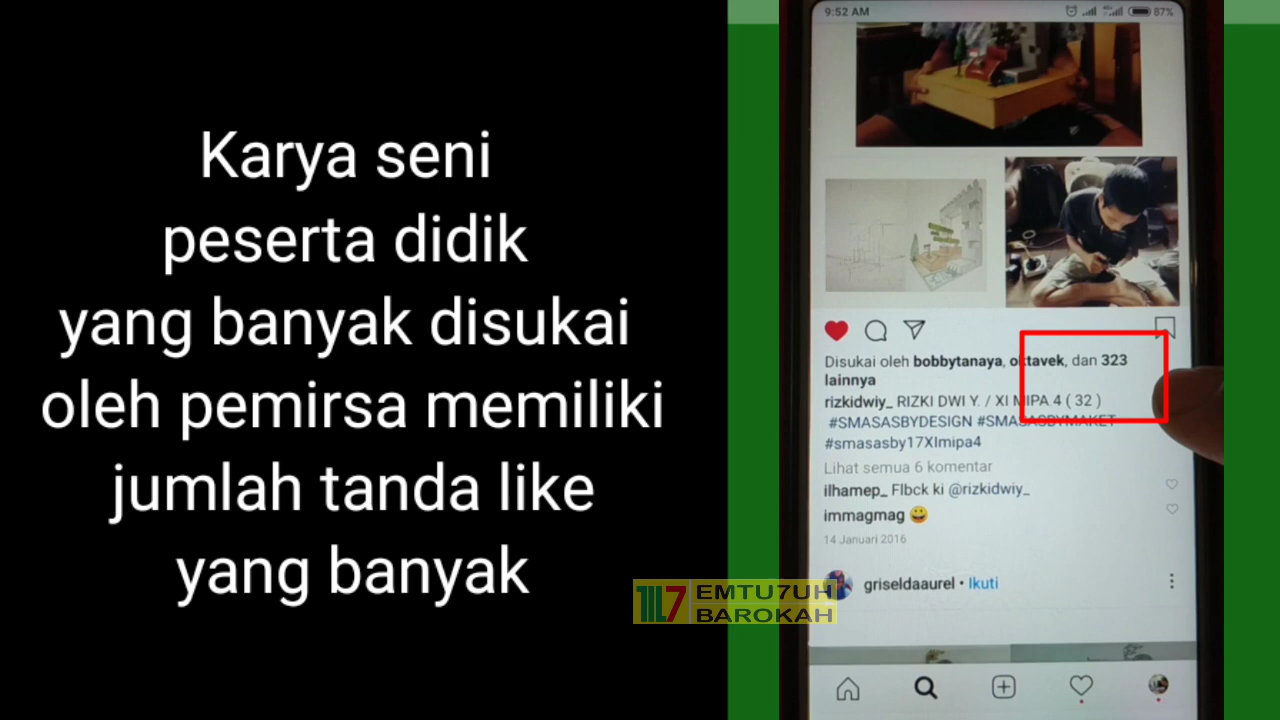 Karya seni
peserta didik
yang banyak disukai
oleh pemirsa memiliki
jumlah tanda like
yang banyak
9:52 AM
87%
Disukai oleh bobbytanaya, oktavek, dan 323
lainnya
rizkidwiy_ RIZKI DWI Y. / XI MIPA 4 ( 32 )
#SMASASBYDESIGN #SMASASBYMAKET
#smasasby17XImipa4
Lihat semua 6 komentar
ilhamep_ Flbck ki @rizkidwiy_
immagmag 😀
14 Januari 2016
griseldaaurel • Ikuti
M7 EMTU7UH
BAROKAH